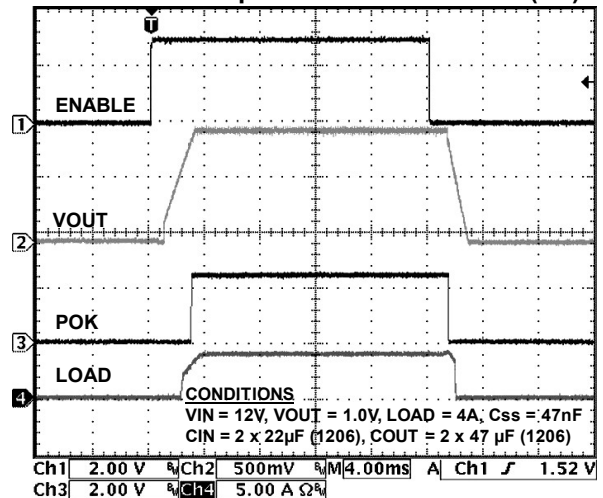 T
ENABLE
1
VOUT
2
POK
3
LOAD
4
CONDITIONS
VIN = 12V, VOUT = 1.0V, LOAD = 4A, Css = 47nF
CIN = 2 x 22µF (1206), COUT = 2 x 47 µF (1206)
Ch1 2.00 V Ch2 500mV M 4.00ms A Ch1 1.52 V
Ch3 2.00 V Ch4 5.00 A Ω